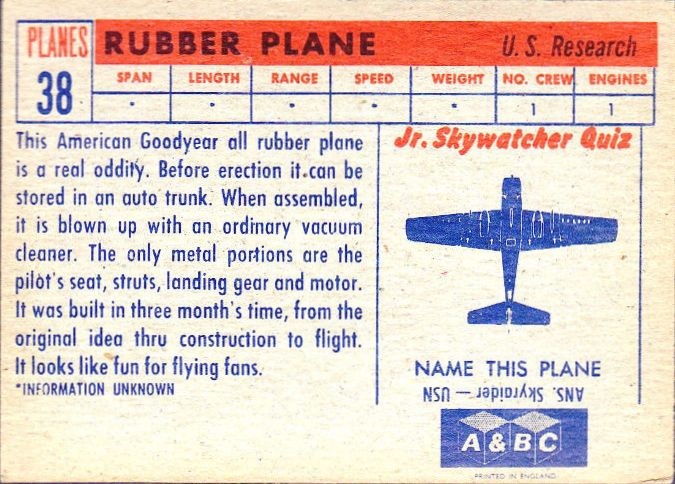 PLANES
38
RUBBER PLANE
U. S. Research
SPAN LENGTH RANGE SPEED WEIGHT NO. CREW ENGINES
* * * * * 1 1
This American Goodyear all rubber plane
is a real oddity. Before erection it can be
stored in an auto trunk. When assembled,
it is blown up with an ordinary vacuum
cleaner. The only metal portions are the
pilot's seat, struts, landing gear and motor.
It was built in three month's time, from the
original idea thru construction to flight.
It looks like fun for flying fans.
*INFORMATION UNKNOWN
Jr. Skywatcher Quiz
NAME THIS PLANE
ANS. Skyraider — USN
A & BC
PRINTED IN ENGLAND